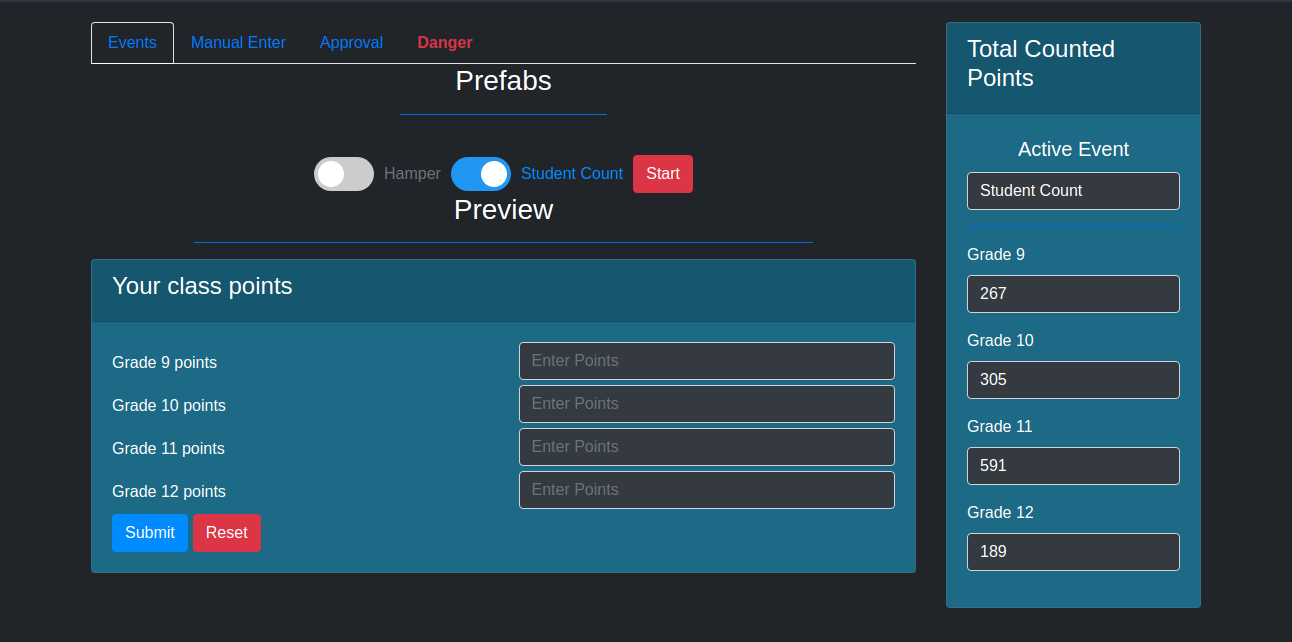 Events Manual Enter Approval Danger
Prefabs
Hamper Student Count Start
Preview
Your class points
Grade 9 points Enter Points
Grade 10 points Enter Points
Grade 11 points Enter Points
Grade 12 points Enter Points
Submit Reset
Total Counted
Points
Active Event
Student Count
Grade 9
267
Grade 10
305
Grade 11
591
Grade 12
189